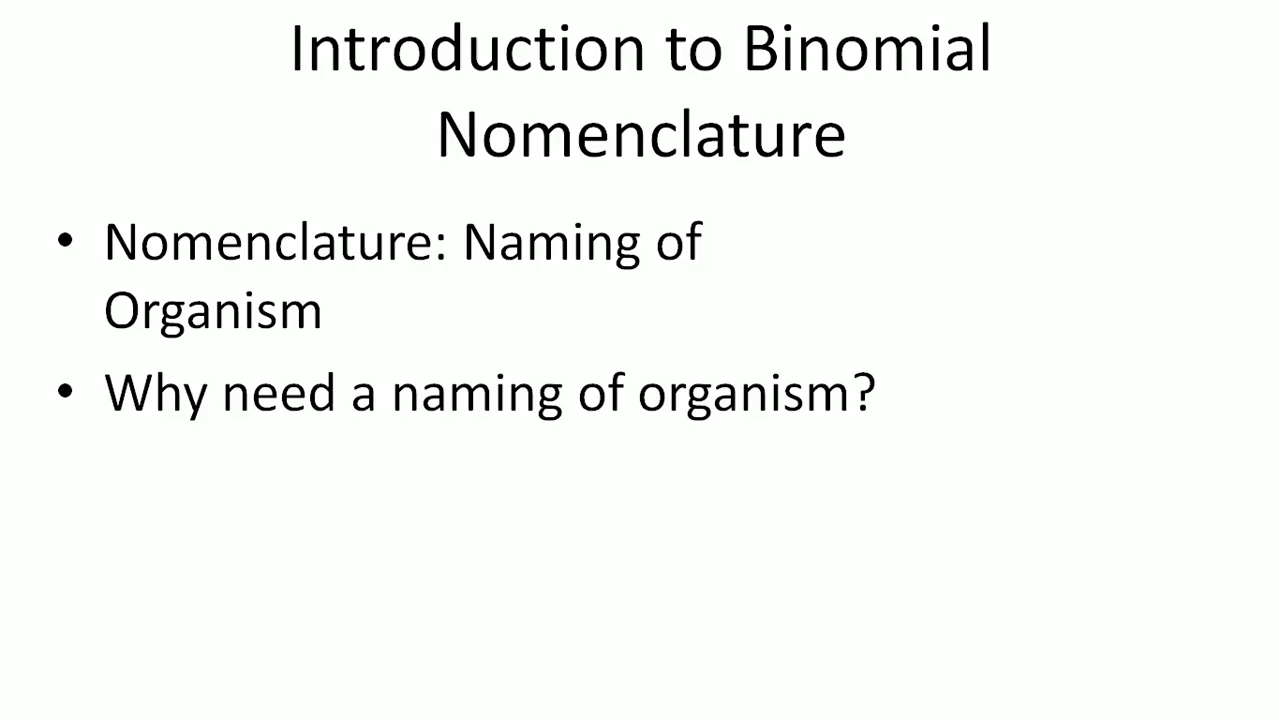 Introduction to Binomial
Nomenclature
• Nomenclature: Naming of
Organism
• Why need a naming of organism?